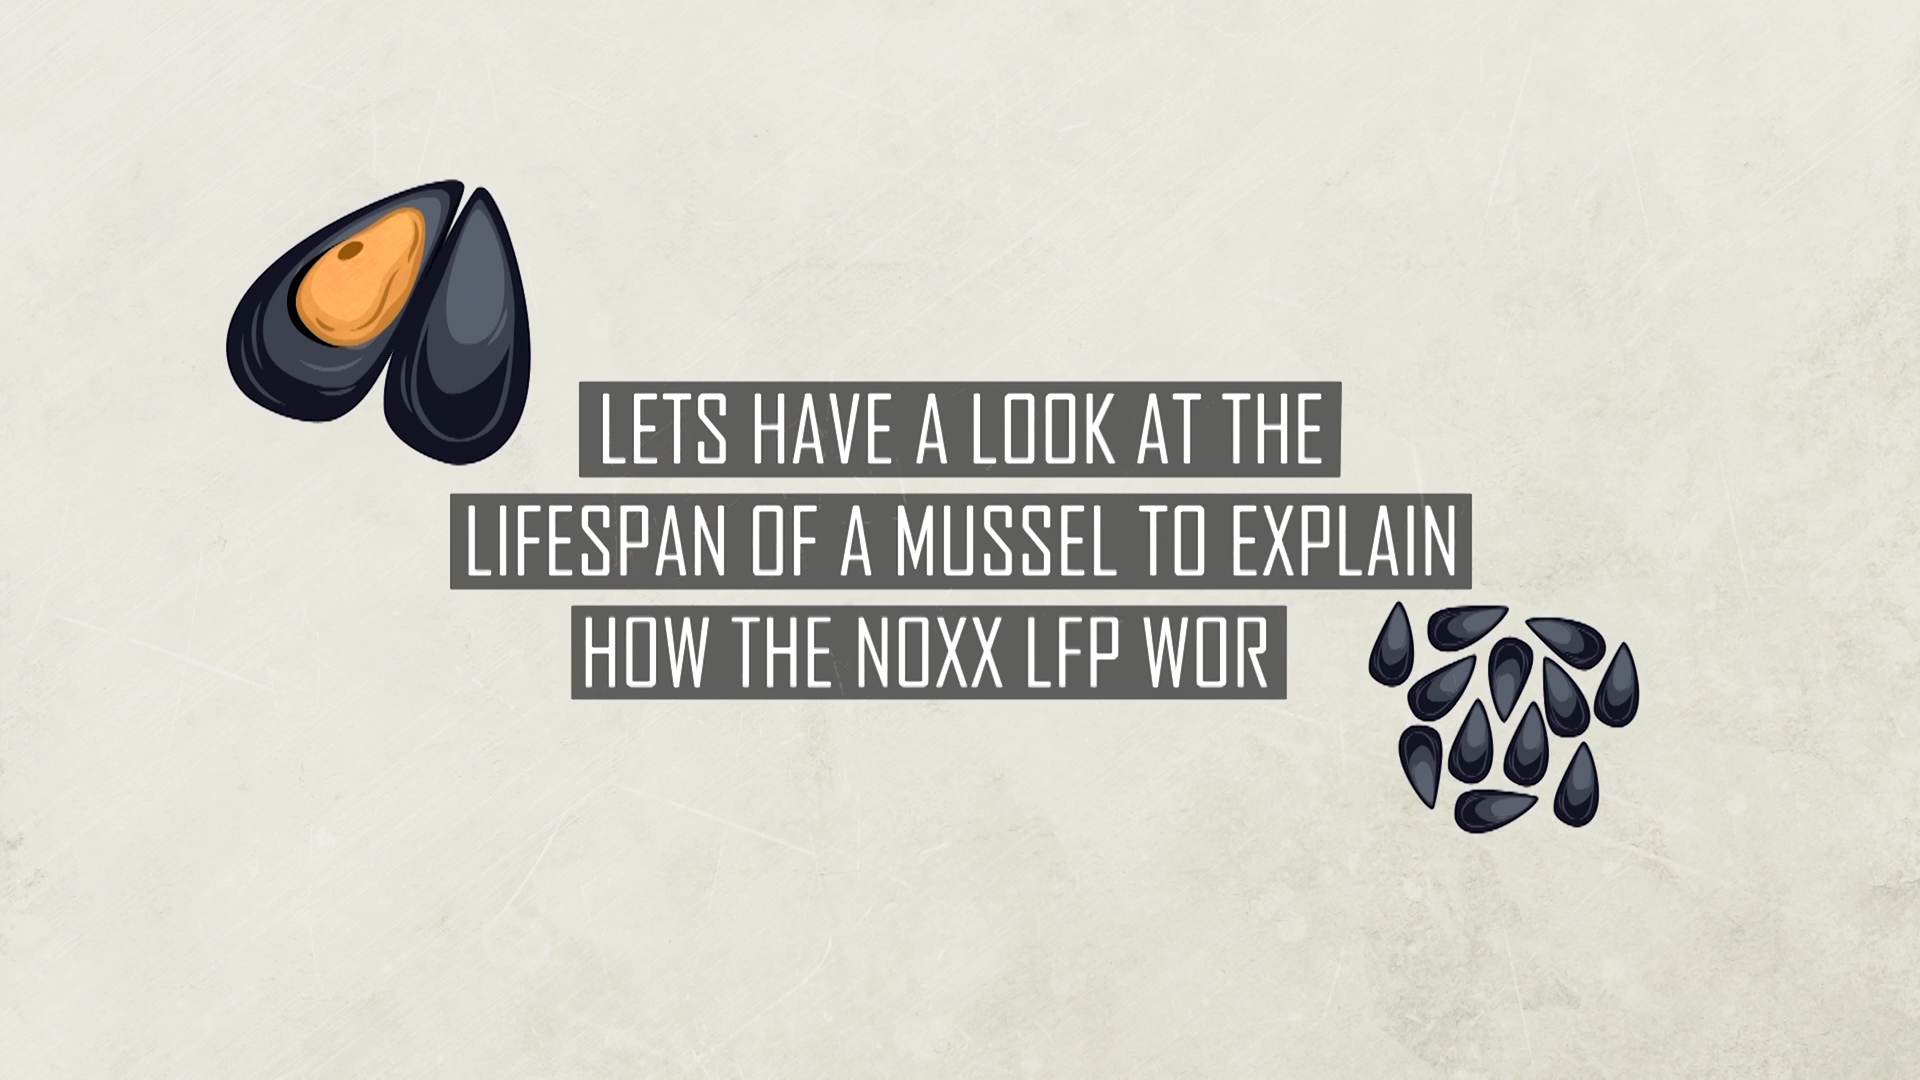 LETS HAVE A LOOK AT THE
LIFESPAN OF A MUSSEL TO EXPLAIN
HOW THE NOXX LFP WOR